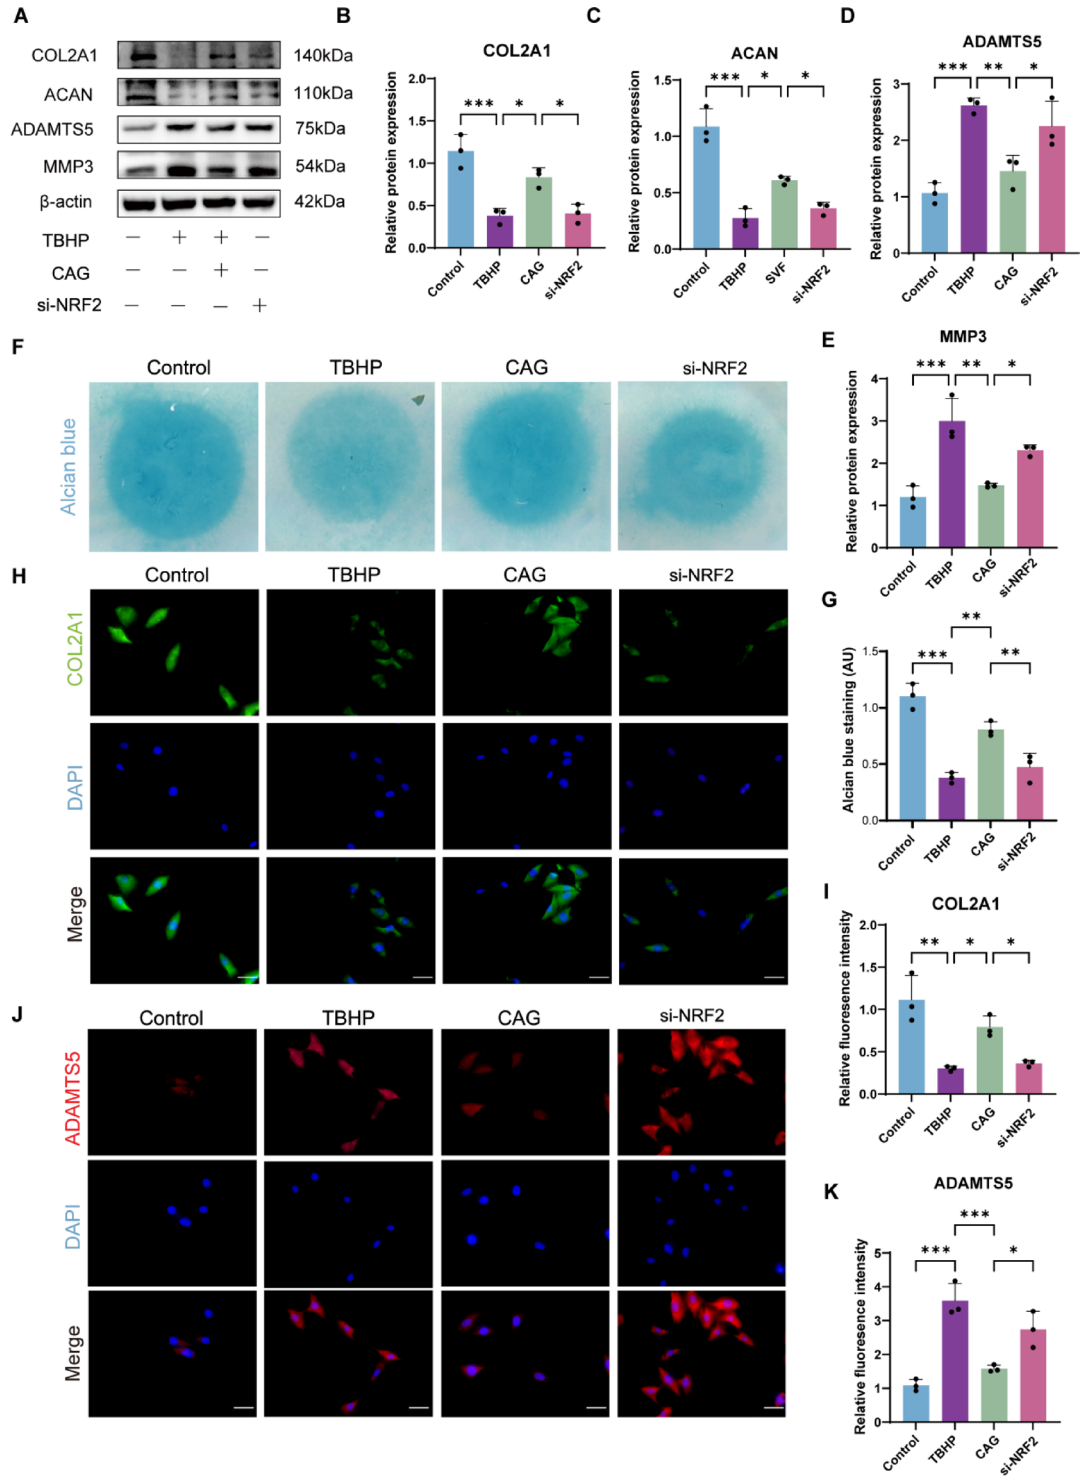 A
COL2A1 140kDa
ACAN 110kDa
ADAMTS5 75kDa
MMP3 54kDa
β-actin 42kDa
TBHP — + + —
CAG — — + —
si-NRF2 — — — +
B
COL2A1
Relative protein expression
2.0
1.5
1.0
0.5
0.0
*** * *
Control TBHP CAG si-NRF2
C
ACAN
Relative protein expression
1.5
1.0
0.5
0.0
*** * *
Control TBHP SVF si-NRF2
D
ADAMTS5
Relative protein expression
3
2
1
0
*** ** *
Control TBHP CAG si-NRF2
E
MMP3
Relative protein expression
4
3
2
1
0
*** ** *
Control TBHP CAG si-NRF2
F
Control TBHP CAG si-NRF2
Alcian blue
G
Alcian blue staining (AU)
1.5
1.0
0.5
0.0
**
*** **
Control TBHP CAG si-NRF2
H
Control TBHP CAG si-NRF2
COL2A1
DAPI
Merge
I
COL2A1
Relative fluorescence intensity
2.0
1.5
1.0
0.5
0.0
** * *
Control TBHP CAG si-NRF2
J
Control TBHP CAG si-NRF2
ADAMTS5
DAPI
Merge
K
ADAMTS5
Relative fluorescence intensity
5
4
3
2
1
0
***
*** *
Control TBHP CAG si-NRF2